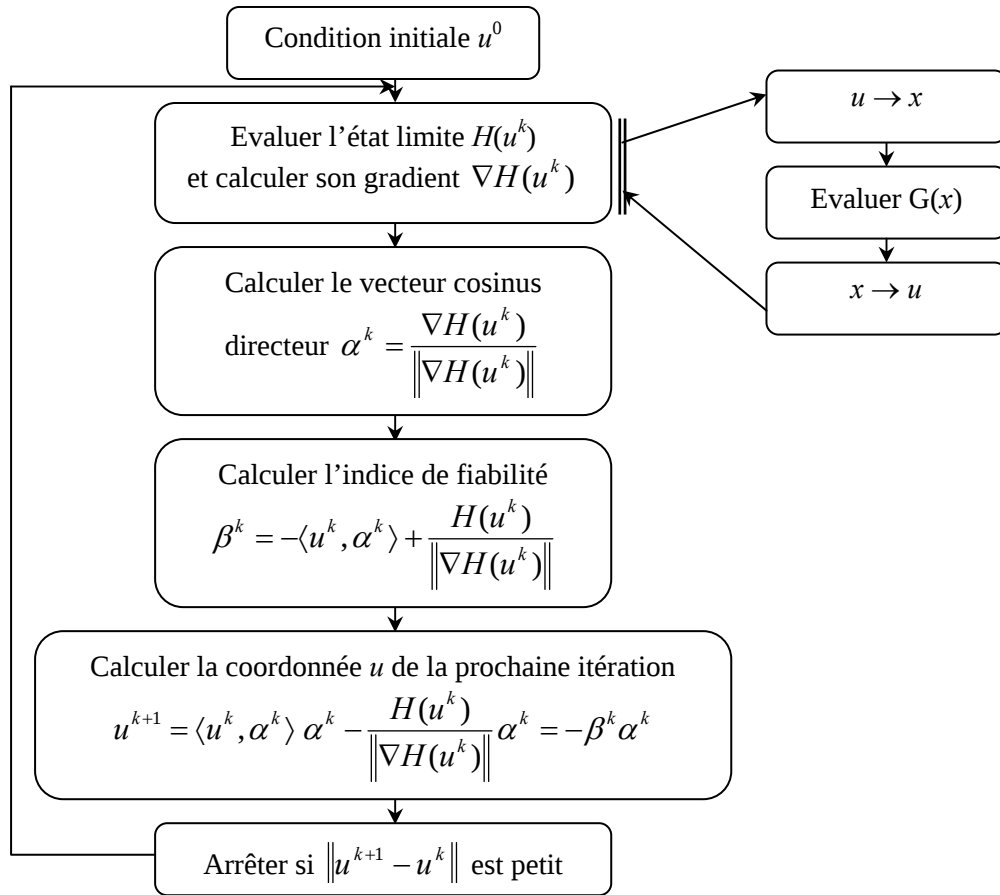 Condition initiale u⁰
Evaluer l’état limite H(uᵏ)
et calculer son gradient ∇H(uᵏ)
u → x
Evaluer G(x)
x → u
Calculer le vecteur cosinus
directeur αᵏ = ∇H(uᵏ) / ‖∇H(uᵏ)‖
Calculer l’indice de fiabilité
βᵏ = −⟨uᵏ, αᵏ⟩ + H(uᵏ) / ‖∇H(uᵏ)‖
Calculer la coordonnée u de la prochaine itération
uᵏ⁺¹ = ⟨uᵏ, αᵏ⟩ αᵏ − H(uᵏ) / ‖∇H(uᵏ)‖ αᵏ = −βᵏαᵏ
Arrêter si ‖uᵏ⁺¹ − uᵏ‖ est petit